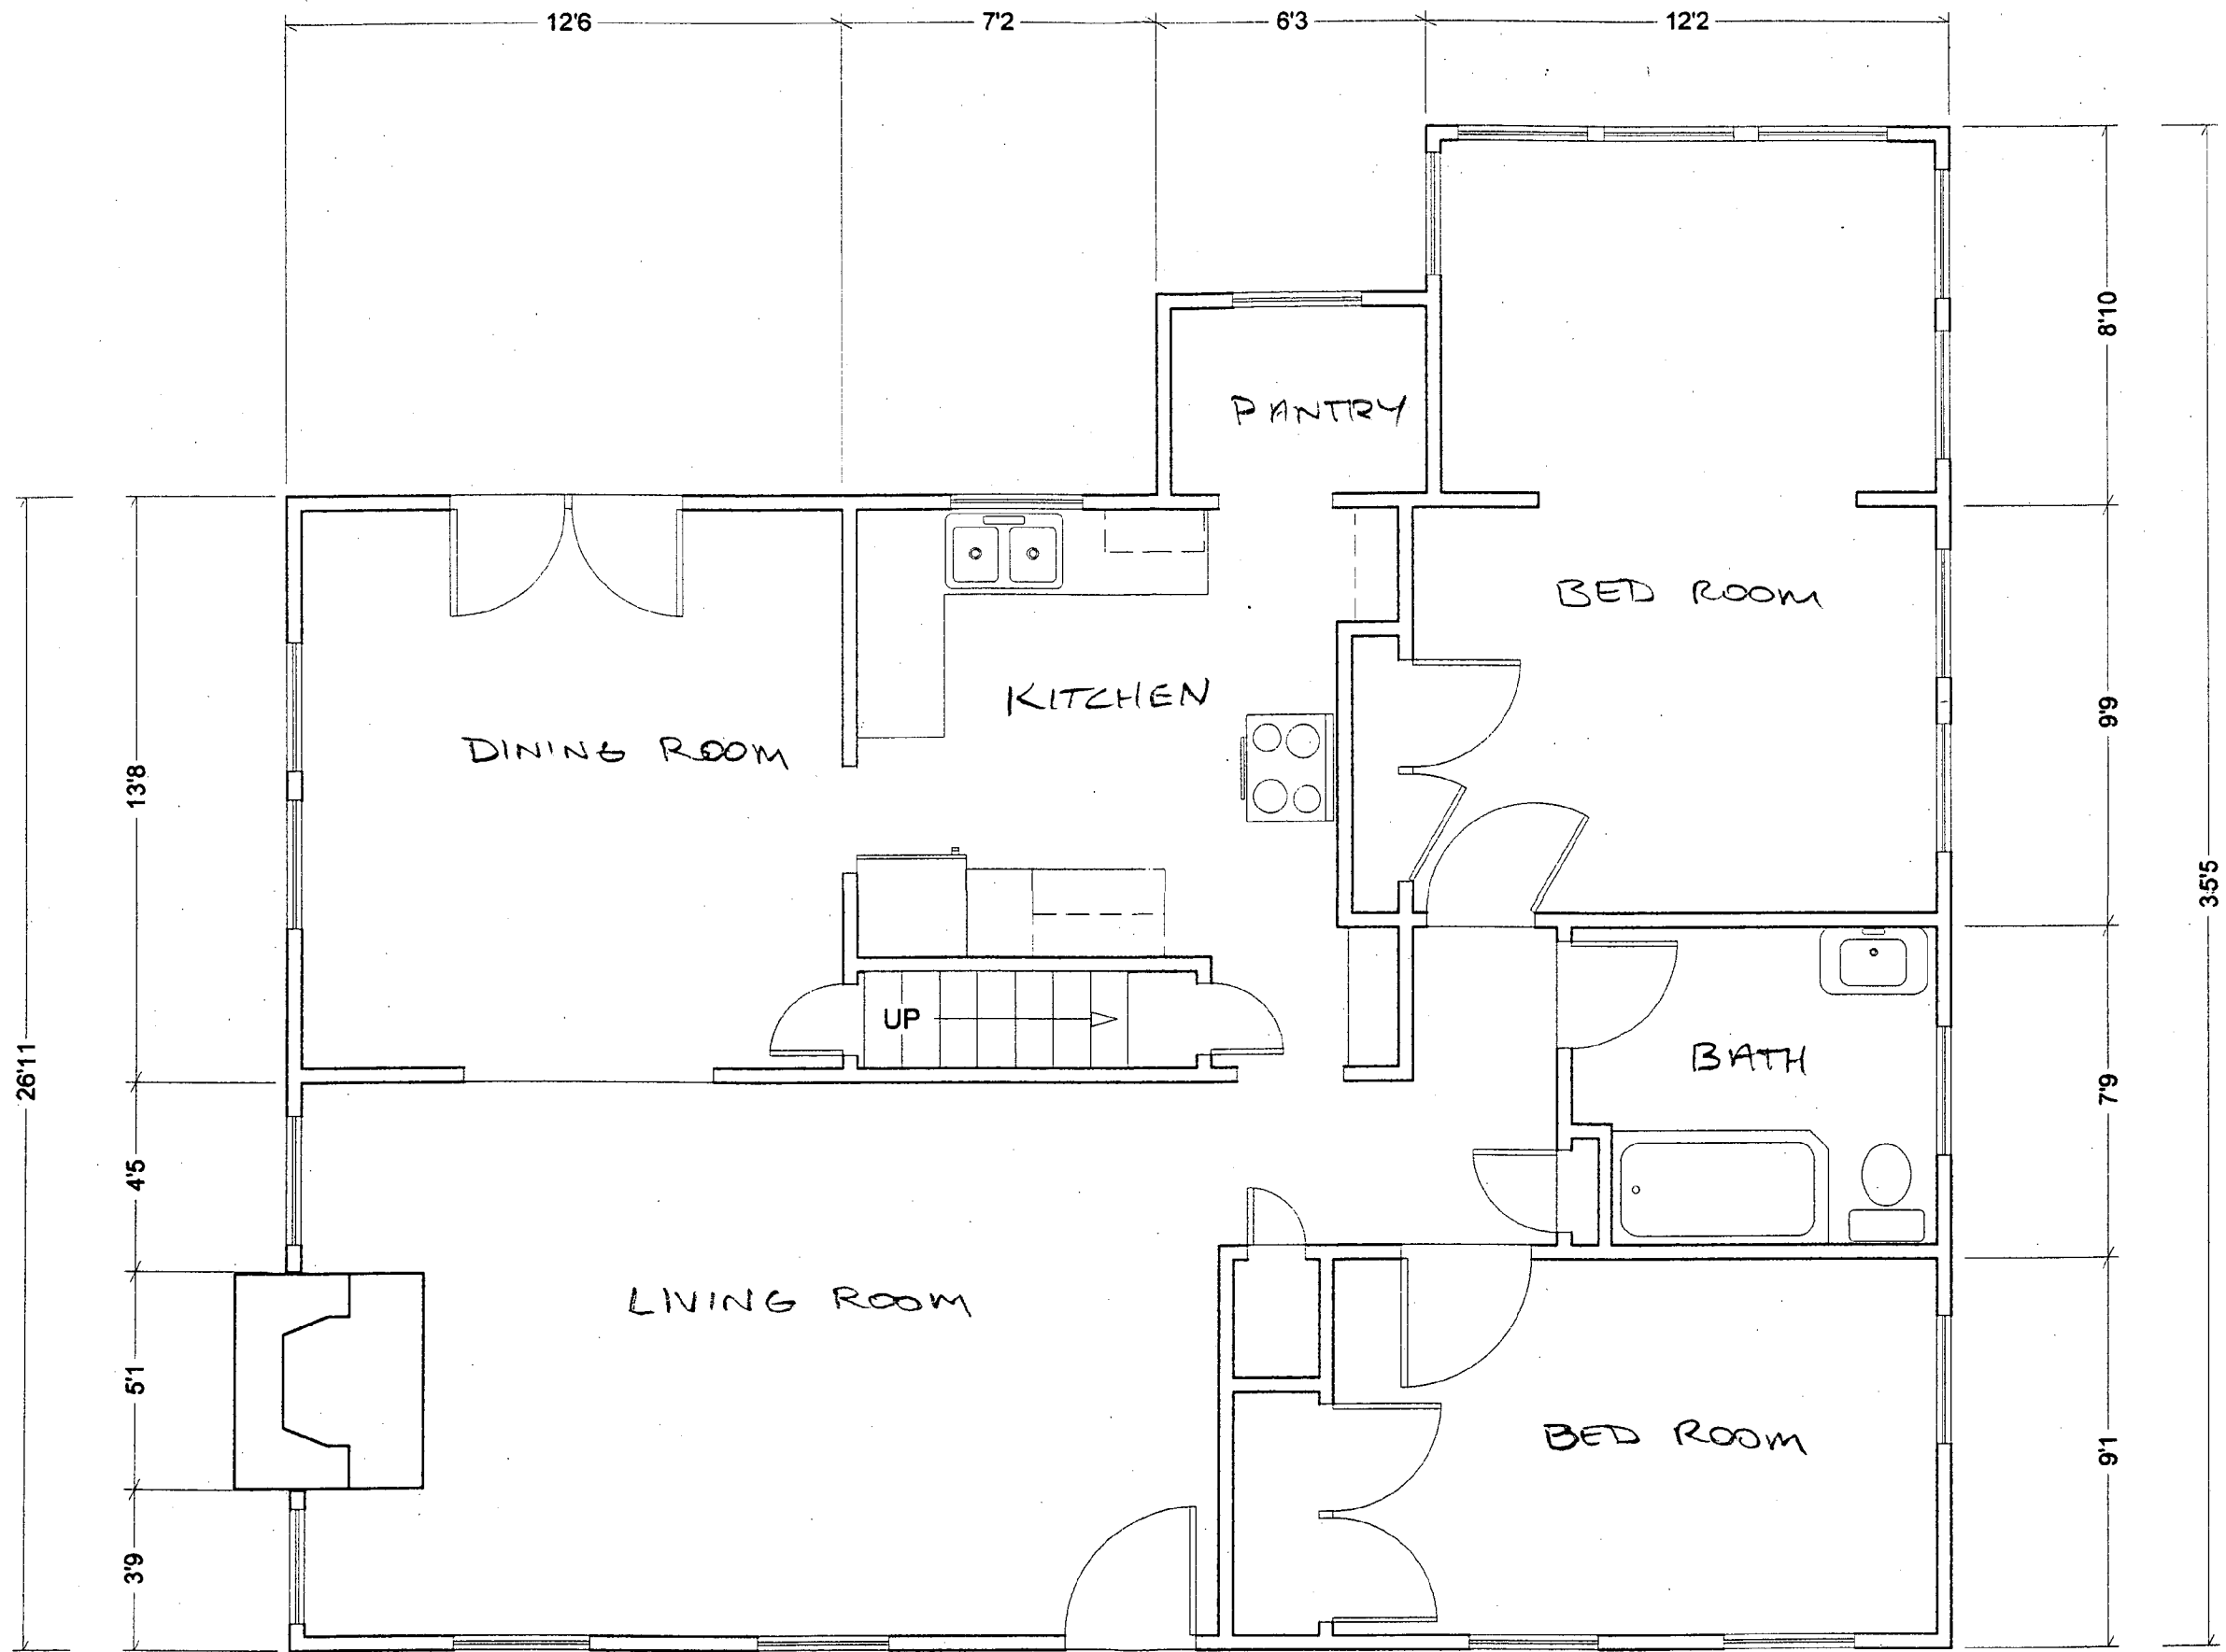 12'6 7'2 6'3 12'2
8'10
PANTRY
BED ROOM
KITCHEN
DINING ROOM
9'9
13'8
35'5
UP
26'11
BATH
7'9
4'5
LIVING ROOM
5'1
BED ROOM
9'1
3'9